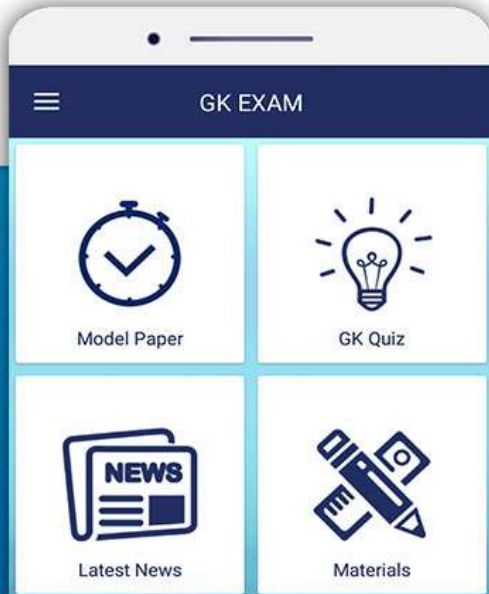 GK EXAM
Model Paper
GK Quiz
NEWS
Latest News
Materials